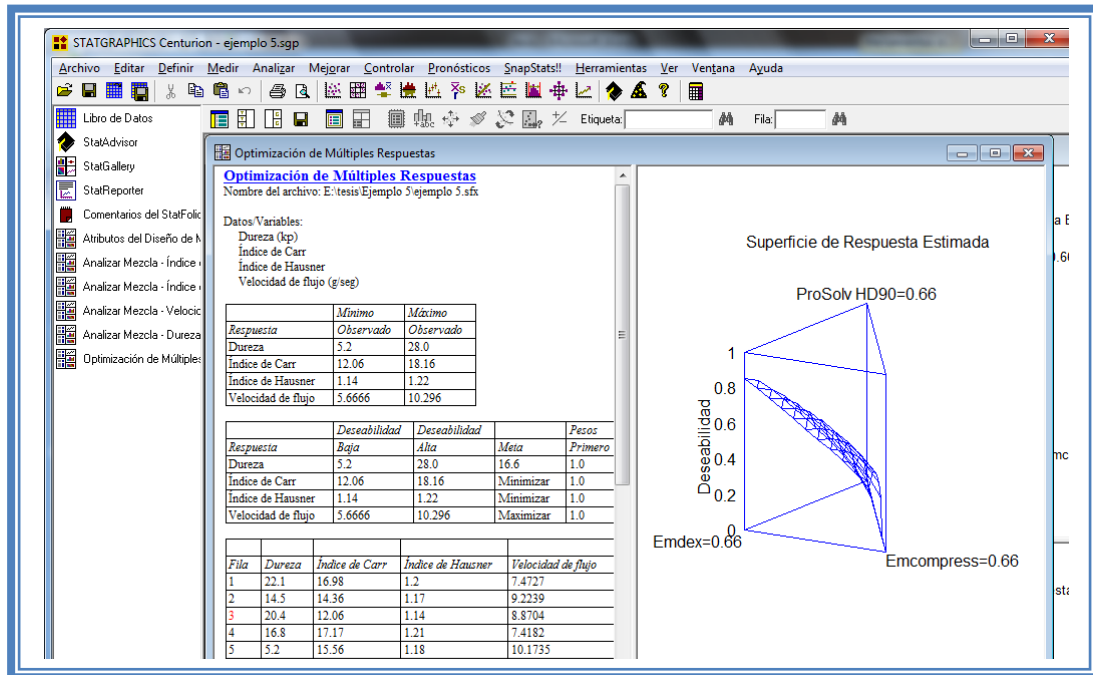 STATGRAPHICS Centurion - ejemplo 5.sgp
Archivo Editar Definir Medir Analizar Mejorar Controlar Pronósticos SnapStats!! Herramientas Ver Ventana Ayuda
Etiqueta: Fila:
Libro de Datos
StatAdvisor
StatGallery
StatReporter
Comentarios del StatFolio
Atributos del Diseño de
Analizar Mezcla - Índice
Analizar Mezcla - Índice
Analizar Mezcla - Velocid
Analizar Mezcla - Dureza
Optimización de Múltiples
Optimización de Múltiples Respuestas
Optimización de Múltiples Respuestas
Nombre del archivo: E:\tesis\Ejemplo 5\ejemplo 5.sfx
Datos/Variables:
Dureza (kp)
Índice de Carr
Índice de Hausner
Velocidad de flujo (g/seg)
Mínimo Máximo
Respuesta Observado Observado
Dureza 5.2 28.0
Índice de Carr 12.06 18.16
Índice de Hausner 1.14 1.22
Velocidad de flujo 5.6666 10.296
Deseabilidad Deseabilidad Pesos
Respuesta Baja Alta Meta Primero
Dureza 5.2 28.0 16.6 1.0
Índice de Carr 12.06 18.16 Minimizar 1.0
Índice de Hausner 1.14 1.22 Minimizar 1.0
Velocidad de flujo 5.6666 10.296 Maximizar 1.0
Fila Dureza Índice de Carr Índice de Hausner Velocidad de flujo
1 22.1 16.98 1.2 7.4727
2 14.5 14.36 1.17 9.2239
3 20.4 12.06 1.14 8.8704
4 16.8 17.17 1.21 7.4182
5 5.2 15.56 1.18 10.1735
Superficie de Respuesta Estimada
ProSolv HD90=0.66
1
0.8
0.6
0.4
0.2
0
Deseabilidad
Emdex=0.66
Emcompress=0.66